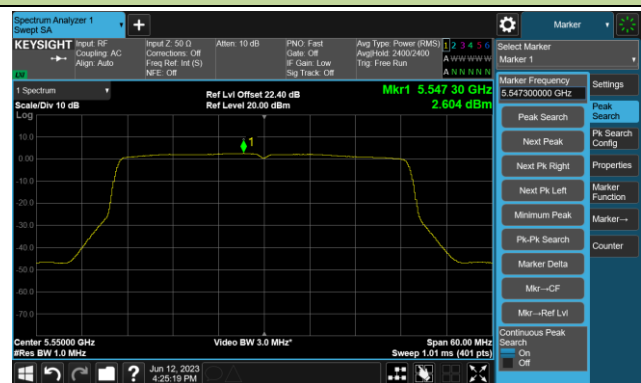 Spectrum Analyzer 1
Swept SA
+
Marker
KEYSIGHT
Input: RF
Coupling: AC
Align: Auto
Input Z: 50 Ω
Corrections: Off
Freq Ref: Int (S)
NFE: Off
Atten: 10 dB
PNO: Fast
Gate: Off
IF Gain: Low
Sig Track: Off
Avg Type: Power (RMS)
Avg|Hold: 2400/2400
Trig: Free Run
1 2 3 4 5 6
A W W W W W
A N N N N N
LW
Select Marker
Marker 1
1 Spectrum
Scale/Div 10 dB
Log
Ref Lvl Offset 22.40 dB
Ref Level 20.00 dBm
Mkr1 5.547 30 GHz
2.604 dBm
1
10.0
0.00
-10.0
-20.0
-30.0
-40.0
-50.0
-60.0
-70.0
Center 5.55000 GHz
#Res BW 1.0 MHz
Video BW 3.0 MHz*
Span 60.00 MHz
Sweep 1.01 ms (401 pts)
Marker Frequency
5.547300000 GHz
Peak Search
Next Peak
Next Pk Right
Next Pk Left
Minimum Peak
Pk-Pk Search
Marker Delta
Mkr→CF
Mkr→Ref Lvl
Continuous Peak
Search
On
Off
Settings
Peak
Search
Pk Search
Config
Properties
Marker
Function
Marker→
Counter
?
Jun 12, 2023
4:25:19 PM